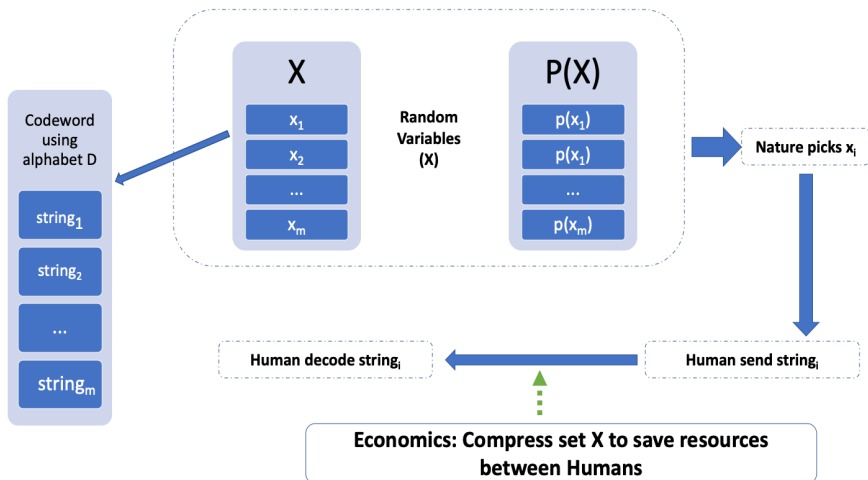 Codeword
using
alphabet D
string1
string2
...
stringm
X
x1
x2
...
xm
Random
Variables
(X)
P(X)
p(x1)
p(x1)
...
p(xm)
Nature picks xi
Human send stringi
Human decode stringi
Economics: Compress set X to save resources
between Humans